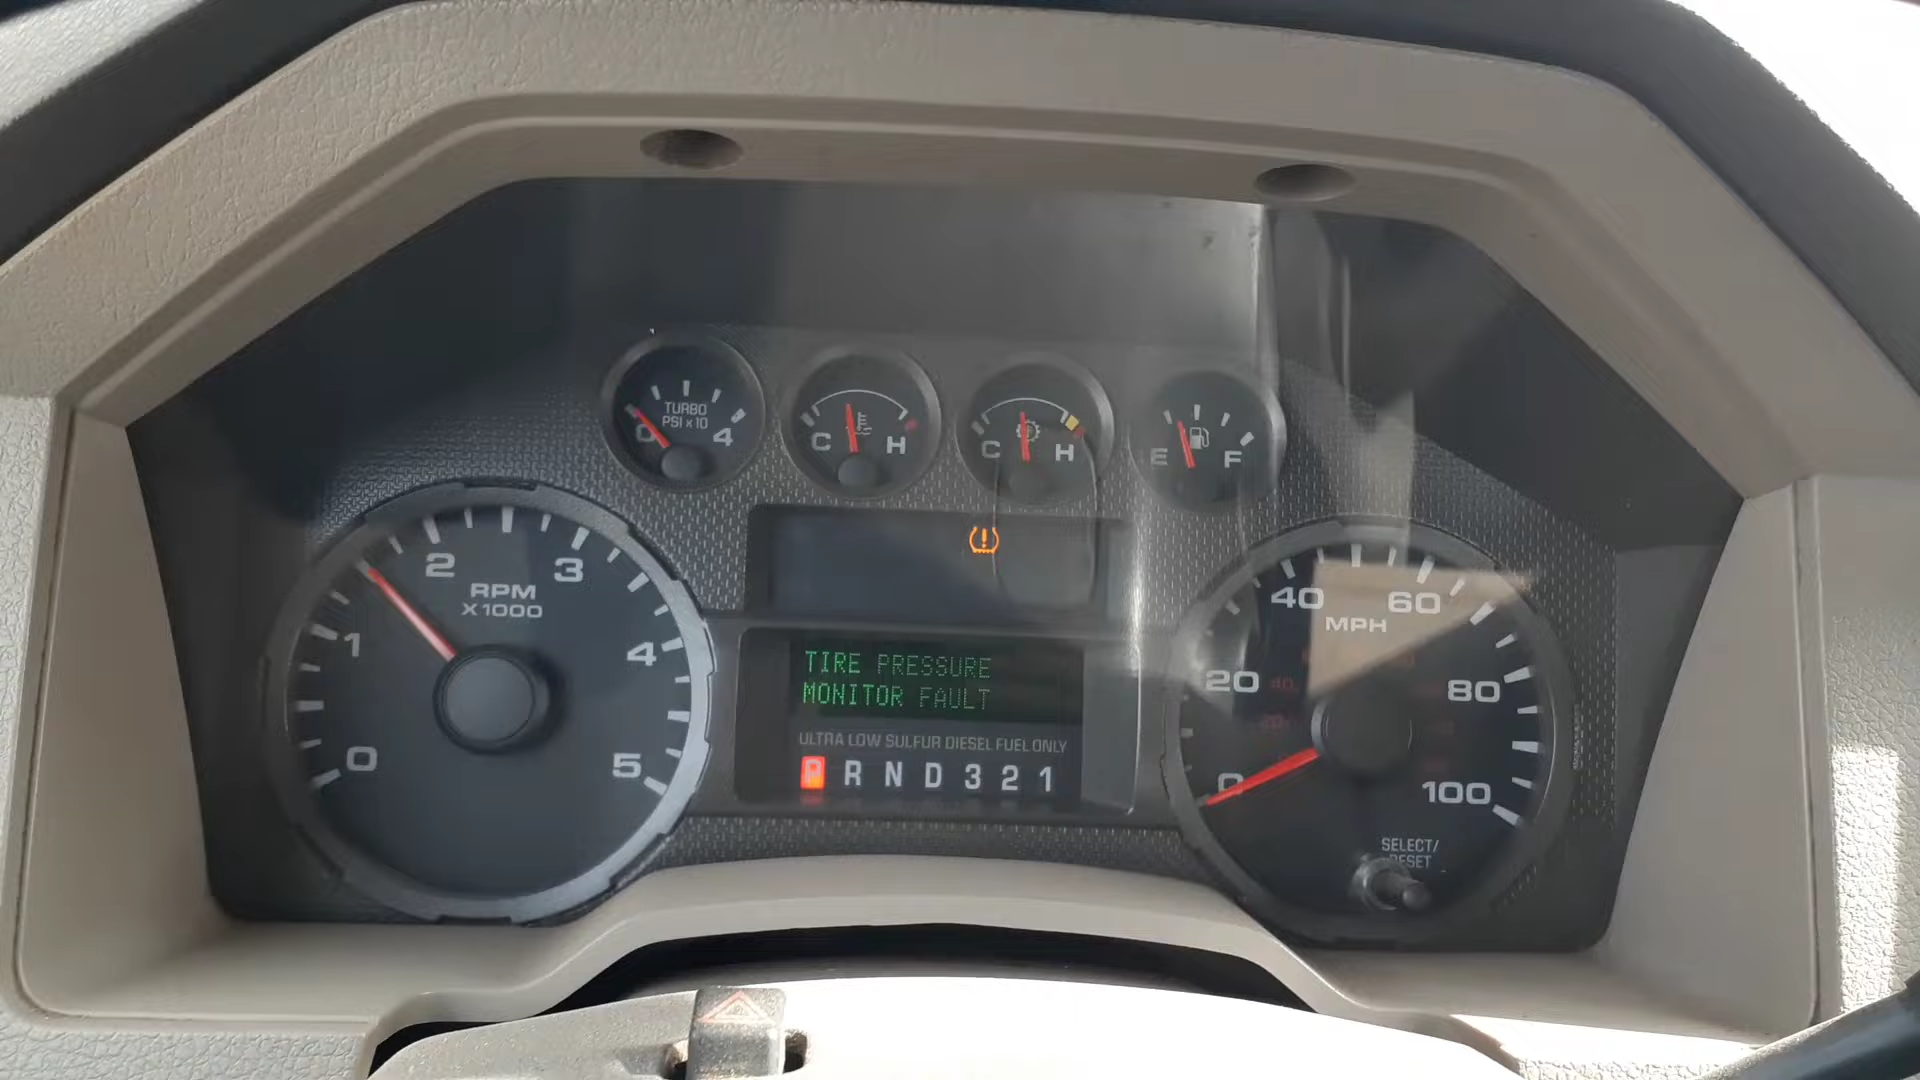 TURBO
PSI x 10
0 4
C H
C H
E F
0 1 2 3 4 5
RPM
X 1000
TIRE PRESSURE
MONITOR FAULT
ULTRA LOW SULFUR DIESEL FUEL ONLY
P R N D 3 2 1
0 20 40 60 80 100
MPH
SELECT/
RESET